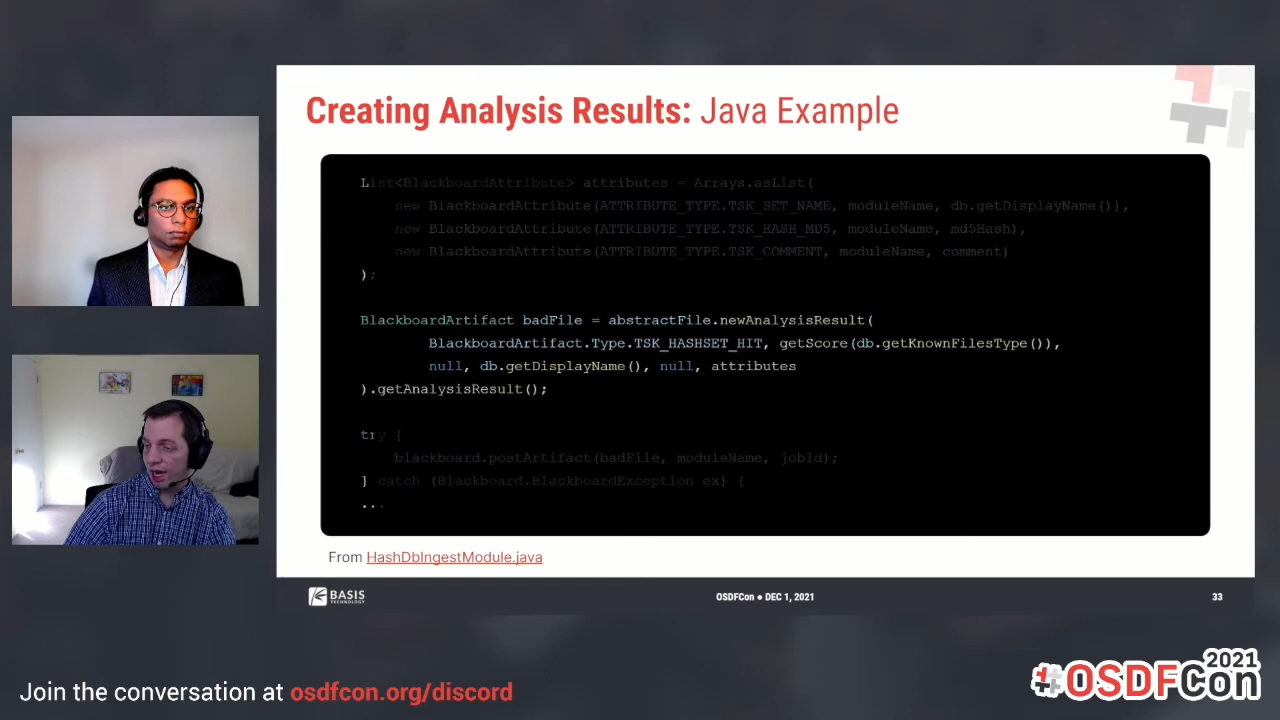 Creating Analysis Results: Java Example
List<BlackboardAttribute> attributes = Arrays.asList(
new BlackboardAttribute(ATTRIBUTE_TYPE.TSK_SET_NAME, moduleName, db.getDisplayName()),
new BlackboardAttribute(ATTRIBUTE_TYPE.TSK_HASH_MD5, moduleName, md5Hash),
new BlackboardAttribute(ATTRIBUTE_TYPE.TSK_COMMENT, moduleName, comment)
);
BlackboardArtifact badFile = abstractFile.newAnalysisResult(
BlackboardArtifact.Type.TSK_HASHSET_HIT, getScore(db.getKnownFilesType()),
null, db.getDisplayName(), null, attributes
).getAnalysisResult();
try {
blackboard.postArtifact(badFile, moduleName, jobId);
} catch (Blackboard.BlackboardException ex) {
...
From HashDbIngestModule.java
BASIS
TECHNOLOGY
OSDFCon ● DEC 1, 2021
33
Join the conversation at osdfcon.org/discord
2021
OSDFCon